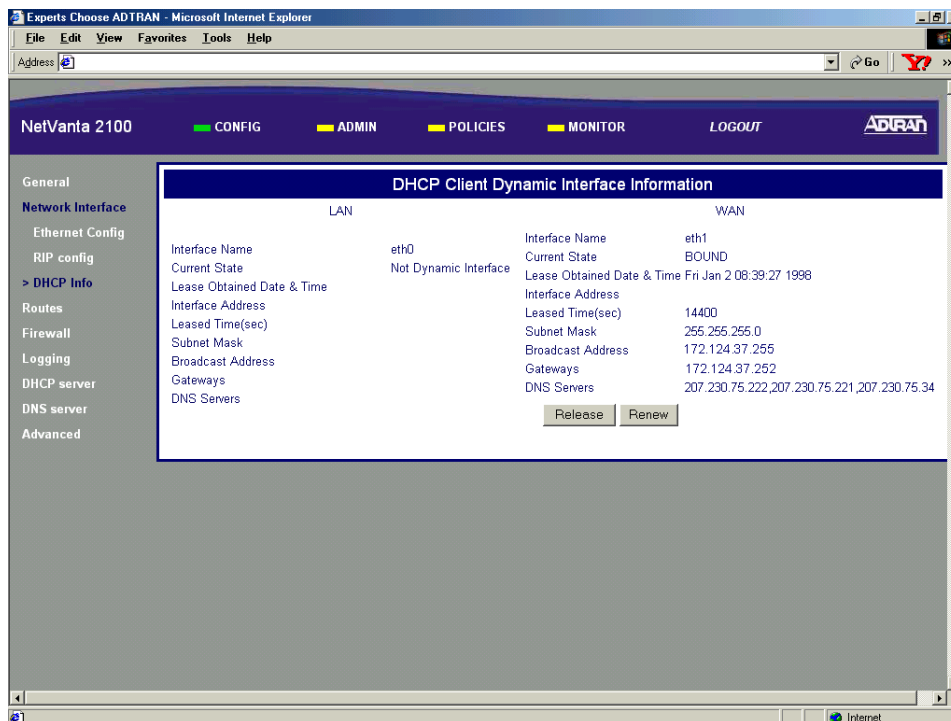 Experts Choose ADTRAN - Microsoft Internet Explorer
File Edit View Favorites Tools Help
Address Go Y? »
NetVanta 2100 CONFIG ADMIN POLICIES MONITOR LOGOUT ADTRAN
General
Network Interface
Ethernet Config
RIP config
> DHCP Info
Routes
Firewall
Logging
DHCP server
DNS server
Advanced
DHCP Client Dynamic Interface Information
LAN
Interface Name eth0
Current State Not Dynamic Interface
Lease Obtained Date & Time
Interface Address
Leased Time(sec)
Subnet Mask
Broadcast Address
Gateways
DNS Servers
WAN
Interface Name eth1
Current State BOUND
Lease Obtained Date & Time Fri Jan 2 08:39:27 1998
Interface Address
Leased Time(sec) 14400
Subnet Mask 255.255.255.0
Broadcast Address 172.124.37.255
Gateways 172.124.37.252
DNS Servers 207.230.75.222,207.230.75.221,207.230.75.34
Release Renew
Internet